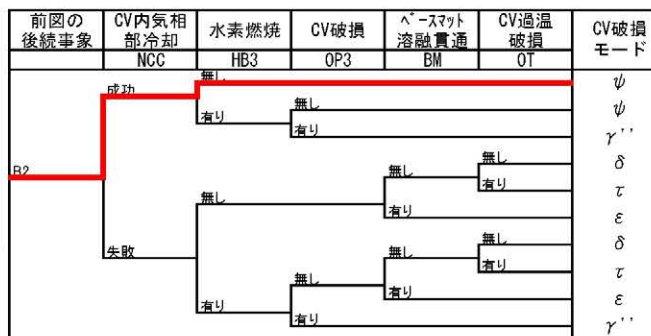 前図の
後続事象
CV内気相
部冷却
水素燃焼
CV破損
ベースマット
溶融貫通
CV過温
破損
CV破損
モード
NCC
HB3
OP3
BM
OT
無し
ψ
成功
無し
ψ
有り
有り
γ''
B2
無し
δ
無し
有り
τ
無し
有り
ε
無し
δ
失敗
無し
有り
τ
無し
有り
ε
有り
有り
γ''